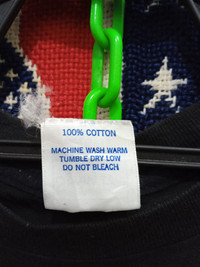 100% COTTON
MACHINE WASH WARM
TUMBLE DRY LOW
DO NOT BLEACH